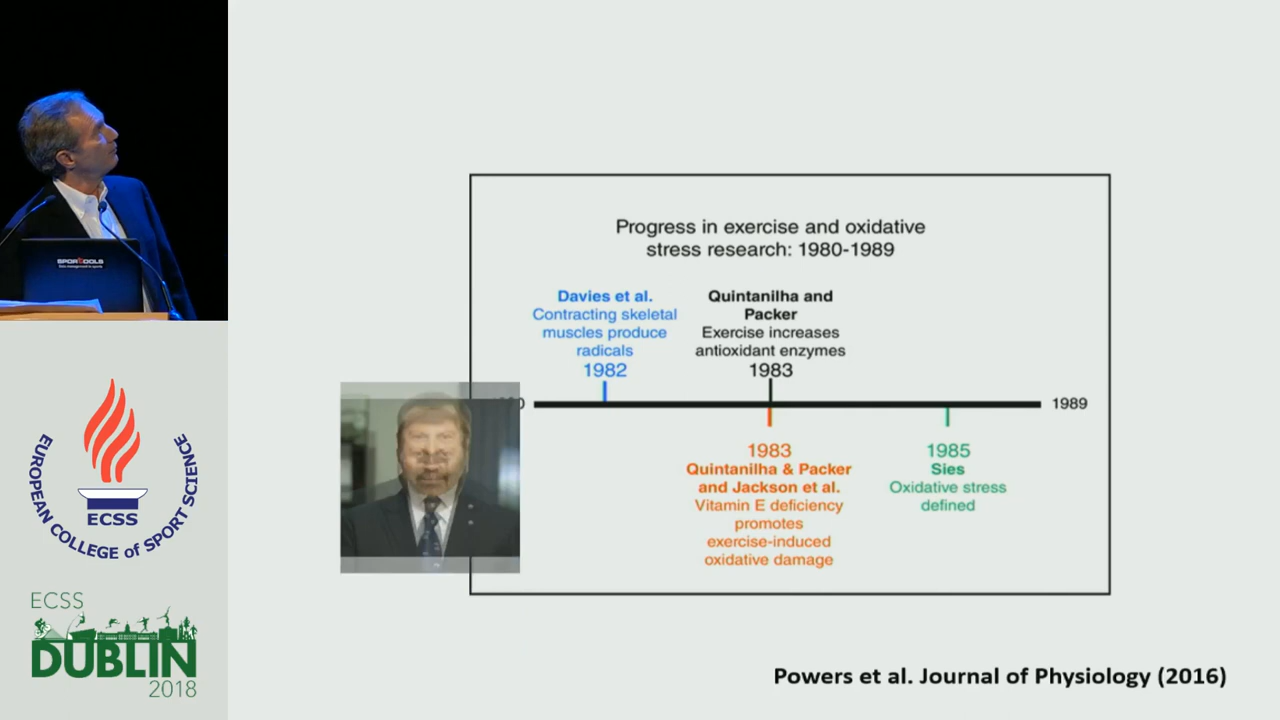 SPORTOOLS
EUROPEAN COLLEGE of SPORT SCIENCE
ECSS
ECSS
DUBLIN
2018
Progress in exercise and oxidative
stress research: 1980-1989
Davies et al.
Contracting skeletal
muscles produce
radicals
1982
Quintanilha and
Packer
Exercise increases
antioxidant enzymes
1983
1989
1983
Quintanilha & Packer
and Jackson et al.
Vitamin E deficiency
promotes
exercise-induced
oxidative damage
1985
Sies
Oxidative stress
defined
Powers et al. Journal of Physiology (2016)